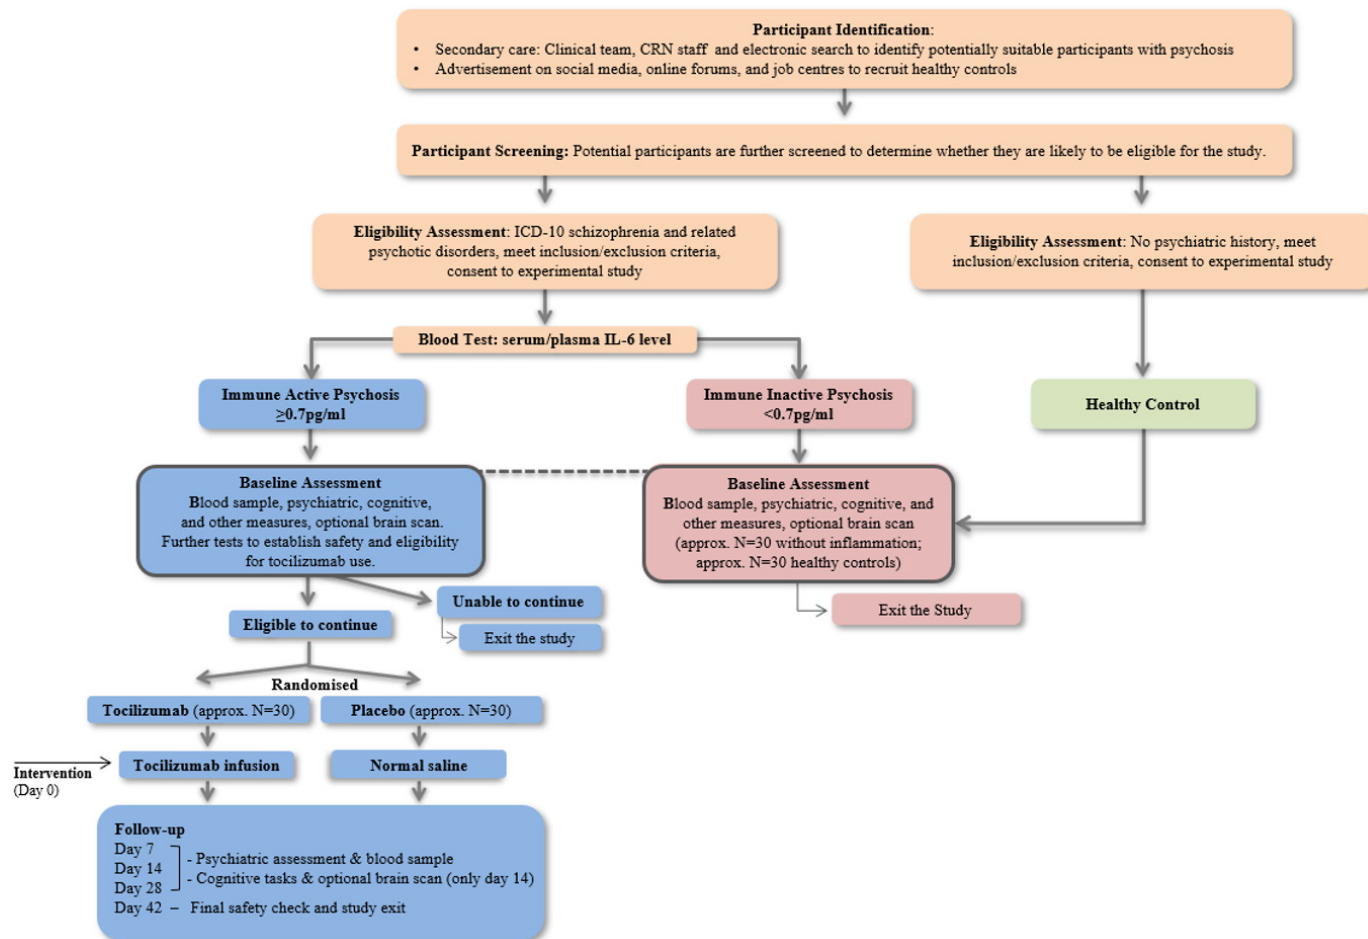 Participant Identification:
• Secondary care: Clinical team, CRN staff and electronic search to identify potentially suitable participants with psychosis
• Advertisement on social media, online forums, and job centres to recruit healthy controls
Participant Screening: Potential participants are further screened to determine whether they are likely to be eligible for the study.
Eligibility Assessment: ICD-10 schizophrenia and related
psychotic disorders, meet inclusion/exclusion criteria,
consent to experimental study
Eligibility Assessment: No psychiatric history, meet
inclusion/exclusion criteria, consent to experimental study
Blood Test: serum/plasma IL-6 level
Immune Active Psychosis
≥0.7pg/ml
Immune Inactive Psychosis
<0.7pg/ml
Healthy Control
Baseline Assessment
Blood sample, psychiatric, cognitive,
and other measures, optional brain scan.
Further tests to establish safety and eligibility
for tocilizumab use.
Baseline Assessment
Blood sample, psychiatric, cognitive, and
other measures, optional brain scan
(approx. N=30 without inflammation;
approx. N=30 healthy controls)
Unable to continue
Exit the study
Exit the Study
Eligible to continue
Randomised
Tocilizumab (approx. N=30)
Placebo (approx. N=30)
Intervention
(Day 0)
Tocilizumab infusion
Normal saline
Follow-up
Day 7
- Psychiatric assessment & blood sample
Day 14
- Cognitive tasks & optional brain scan (only day 14)
Day 28
Day 42 – Final safety check and study exit